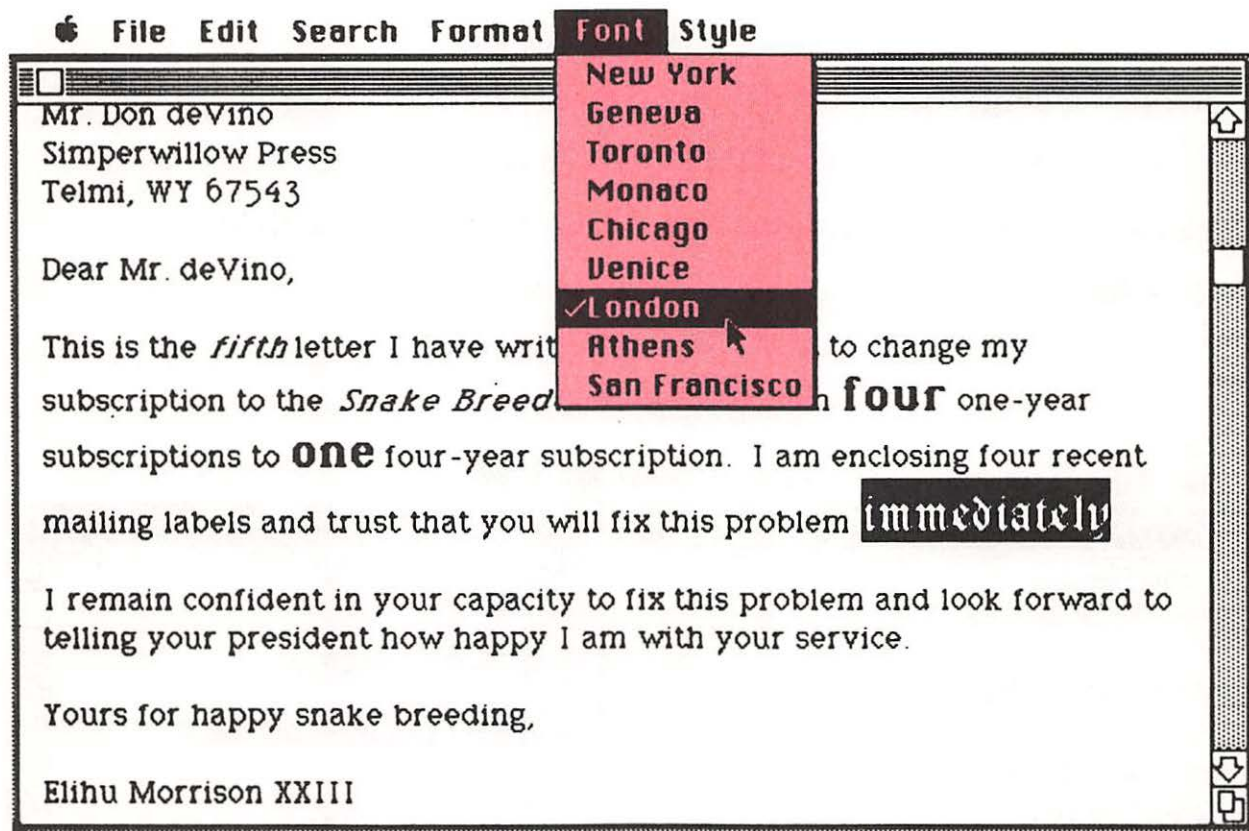 File Edit Search Format Font Style
New York
Geneva
Toronto
Monaco
Chicago
Venice
✓London
Athens
San Francisco
Mr. Don deVino
Simperwillow Press
Telmi, WY 67543
Dear Mr. deVino,
This is the fifth letter I have writ to change my
subscription to the Snake Breed four one-year
subscriptions to one four-year subscription. I am enclosing four recent
mailing labels and trust that you will fix this problem immediately
I remain confident in your capacity to fix this problem and look forward to
telling your president how happy I am with your service.
Yours for happy snake breeding,
Elihu Morrison XXIII